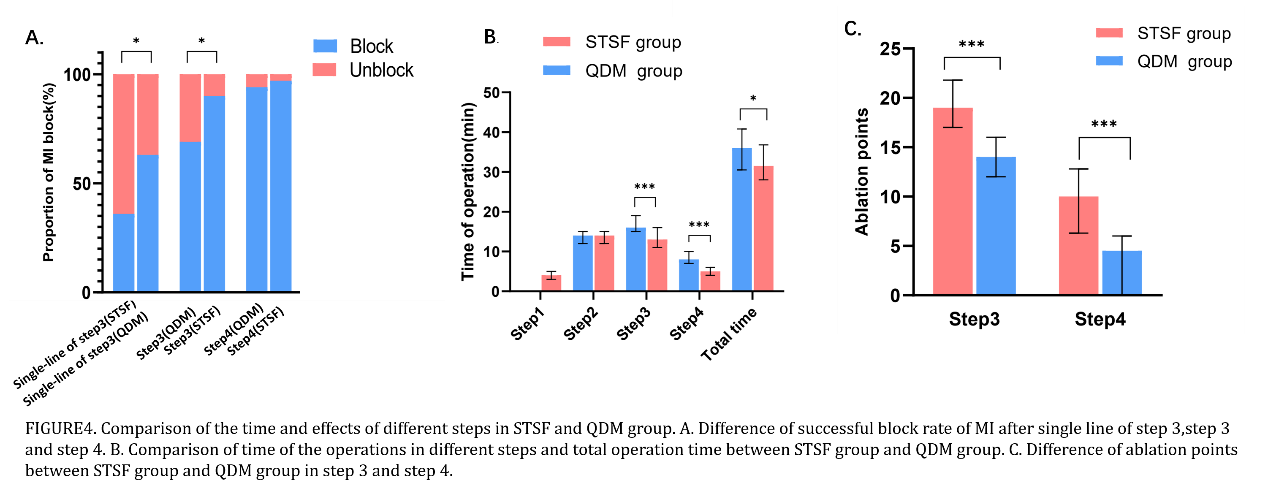 A.
*
*
Block
Unblock
Proportion of MI block(%)
100
50
0
Single-line of step3(STSF)
Single-line of step3(QDM)
Step3(QDM)
Step3(STSF)
Step4(QDM)
Step4(STSF)
B.
STSF group
QDM group
Time of operation(min)
50
40
30
20
10
0
***
***
*
Step1
Step2
Step3
Step4
Total time
C.
STSF group
QDM group
Ablation points
25
20
15
10
5
0
***
***
Step3
Step4
FIGURE4. Comparison of the time and effects of different steps in STSF and QDM group. A. Difference of successful block rate of MI after single line of step 3,step 3
and step 4. B. Comparison of time of the operations in different steps and total operation time between STSF group and QDM group. C. Difference of ablation points
between STSF group and QDM group in step 3 and step 4.